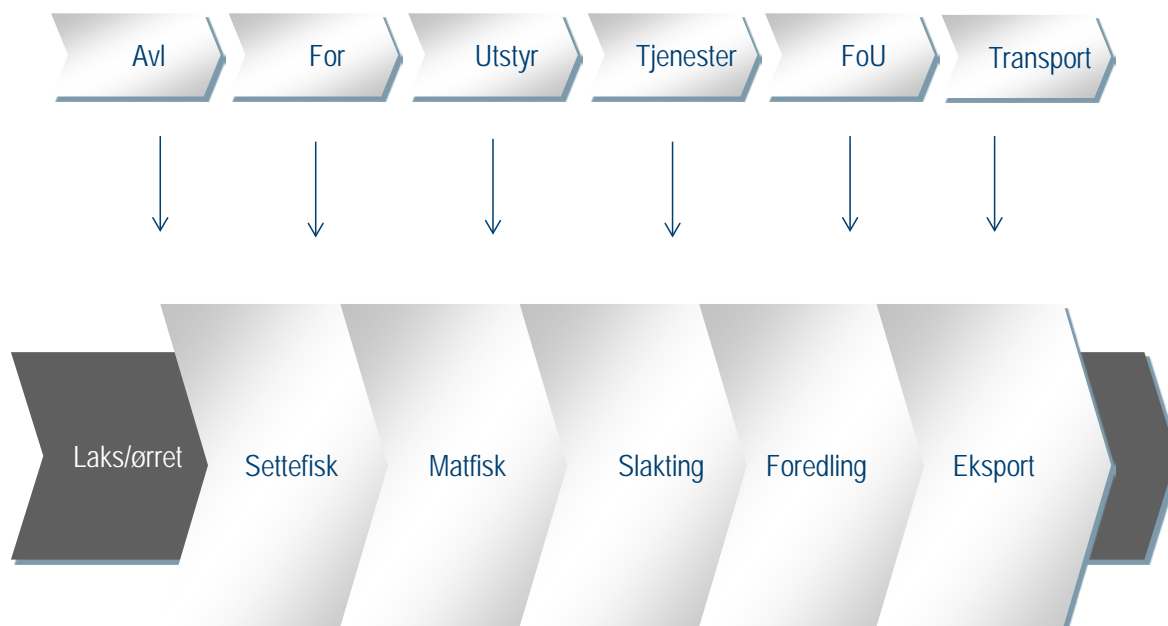 Avl
For
Utstyr
Tjenester
FoU
Transport
Laks/ørret
Settefisk
Matfisk
Slakting
Foredling
Eksport